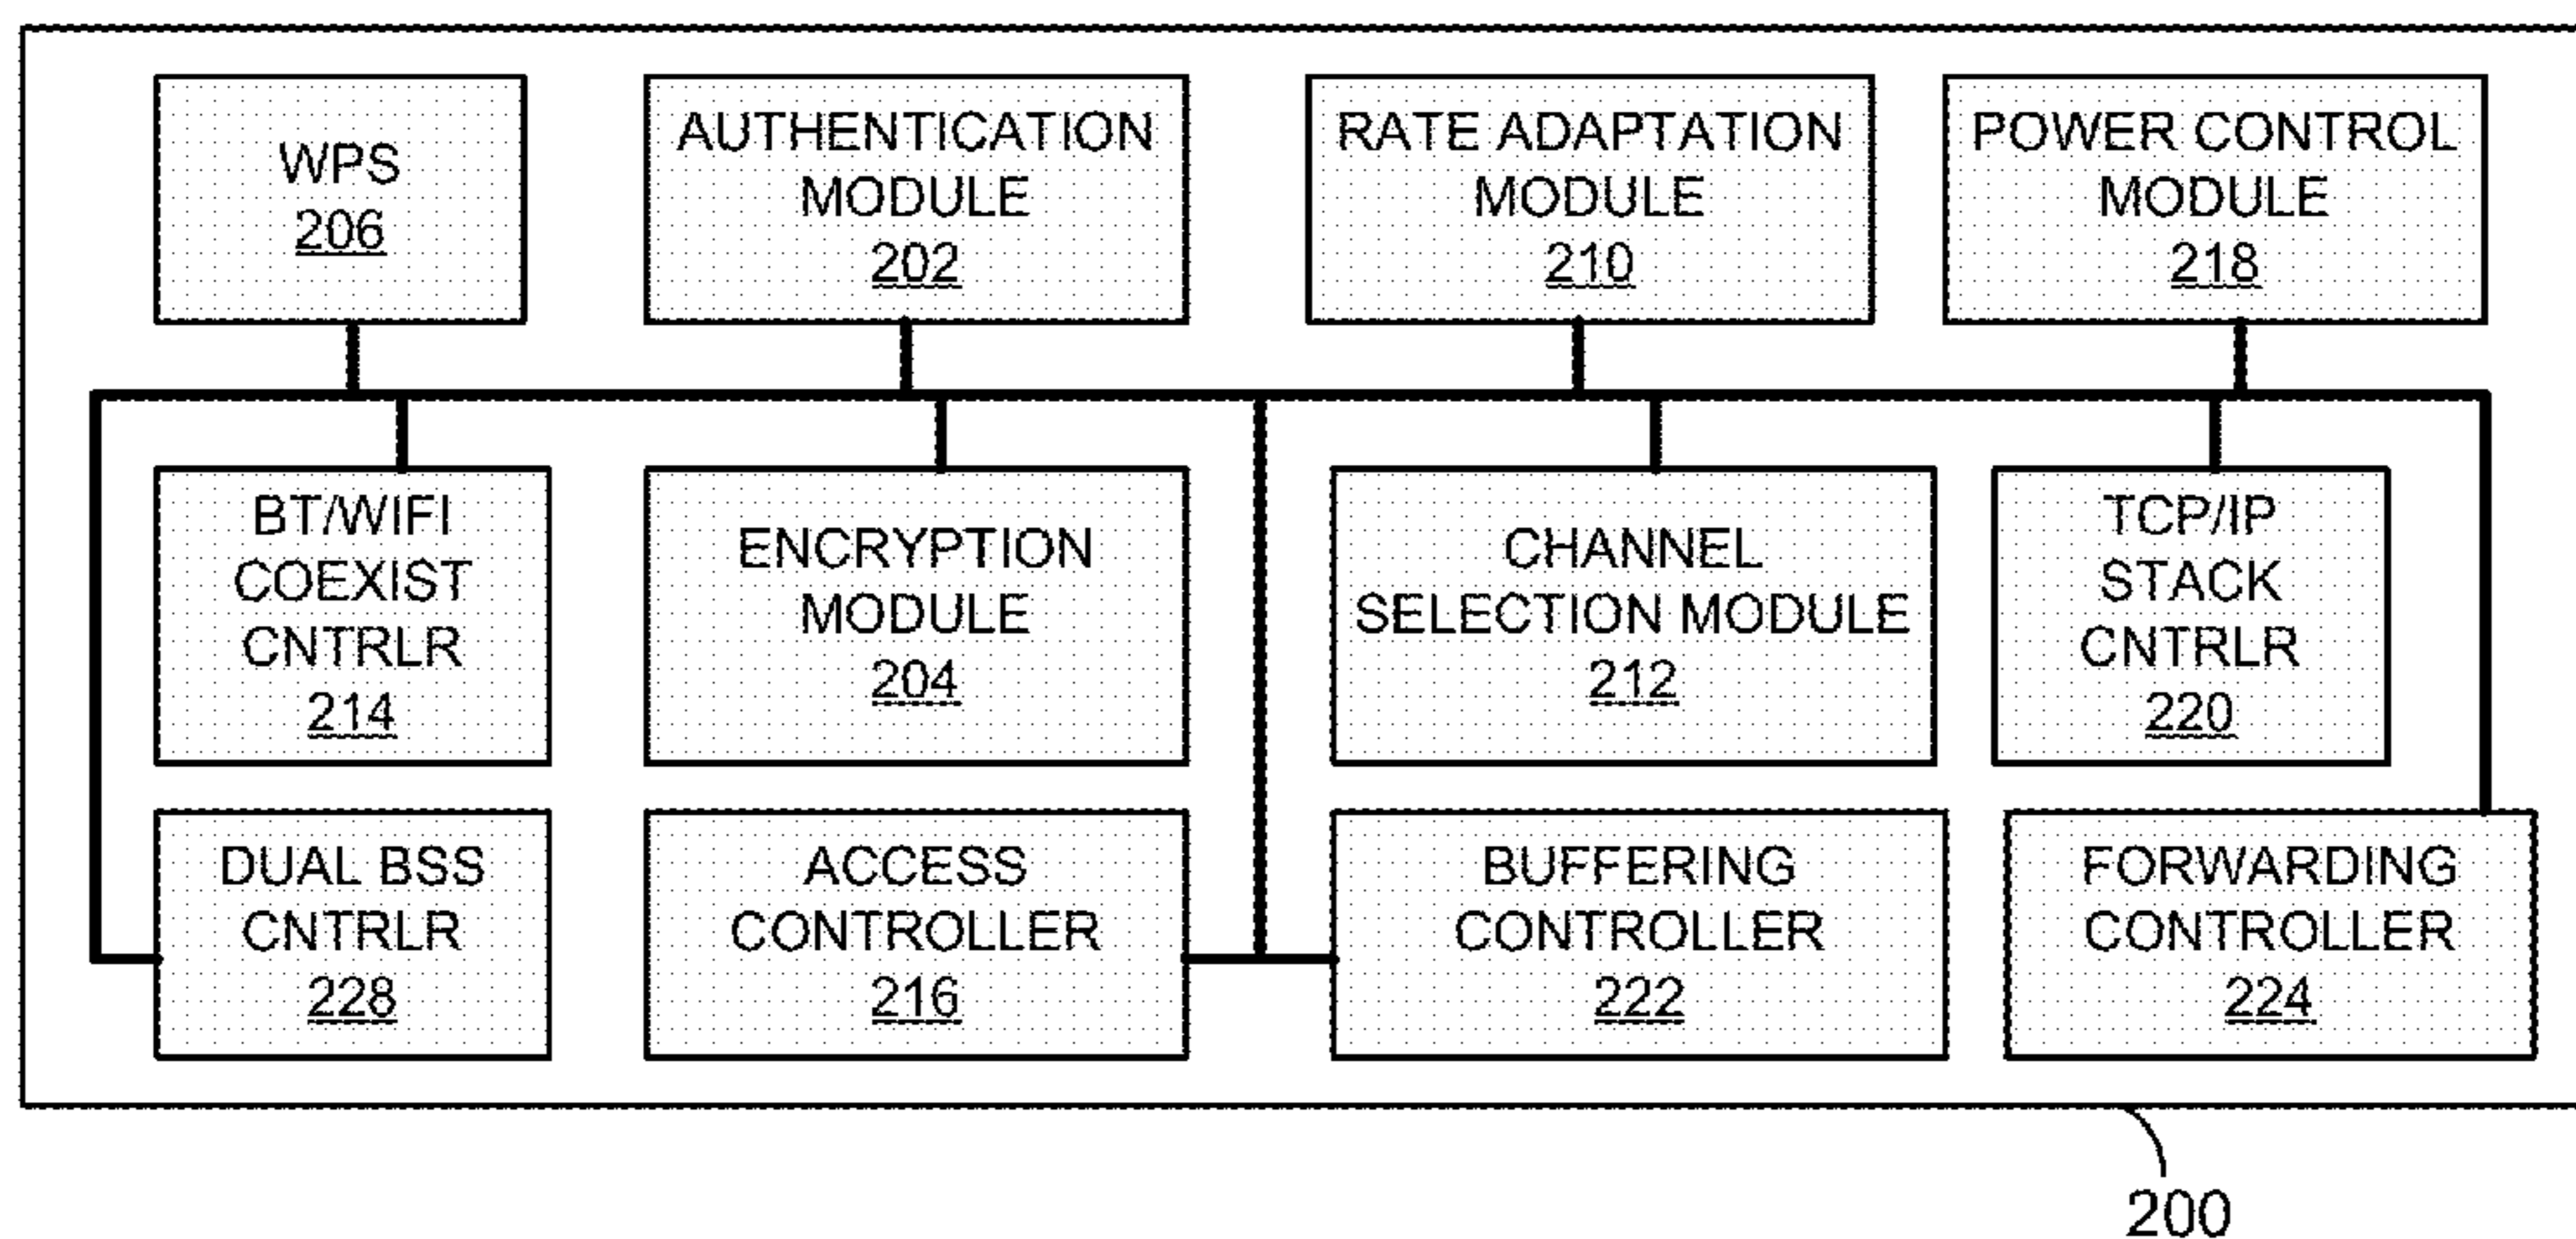 WPS
206
AUTHENTICATION
MODULE
202
RATE ADAPTATION
MODULE
210
POWER CONTROL
MODULE
218
BT/WIFI
COEXIST
CNTRLR
214
ENCRYPTION
MODULE
204
CHANNEL
SELECTION MODULE
212
TCP/IP
STACK
CNTRLR
220
DUAL BSS
CNTRLR
228
ACCESS
CONTROLLER
216
BUFFERING
CONTROLLER
222
FORWARDING
CONTROLLER
224
200